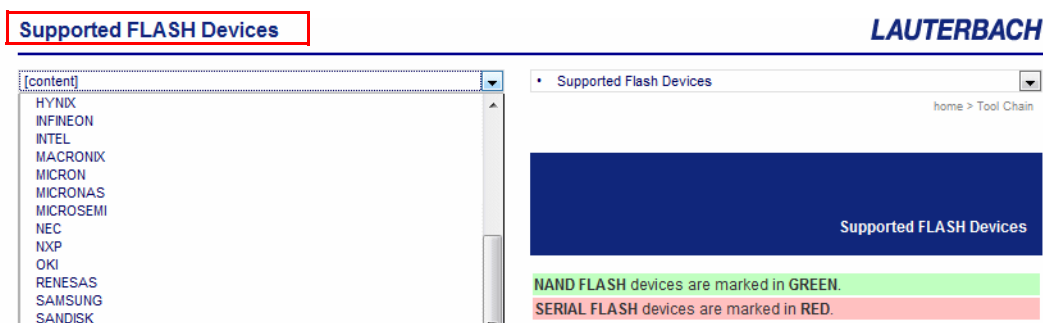 Supported FLASH Devices
LAUTERBACH
[content]
HYNIX
INFINEON
INTEL
MACRONIX
MICRON
MICRONAS
MICROSEMI
NEC
NXP
OKI
RENESAS
SAMSUNG
SANDISK
• Supported Flash Devices
home > Tool Chain
Supported FLASH Devices
NAND FLASH devices are marked in GREEN.
SERIAL FLASH devices are marked in RED.